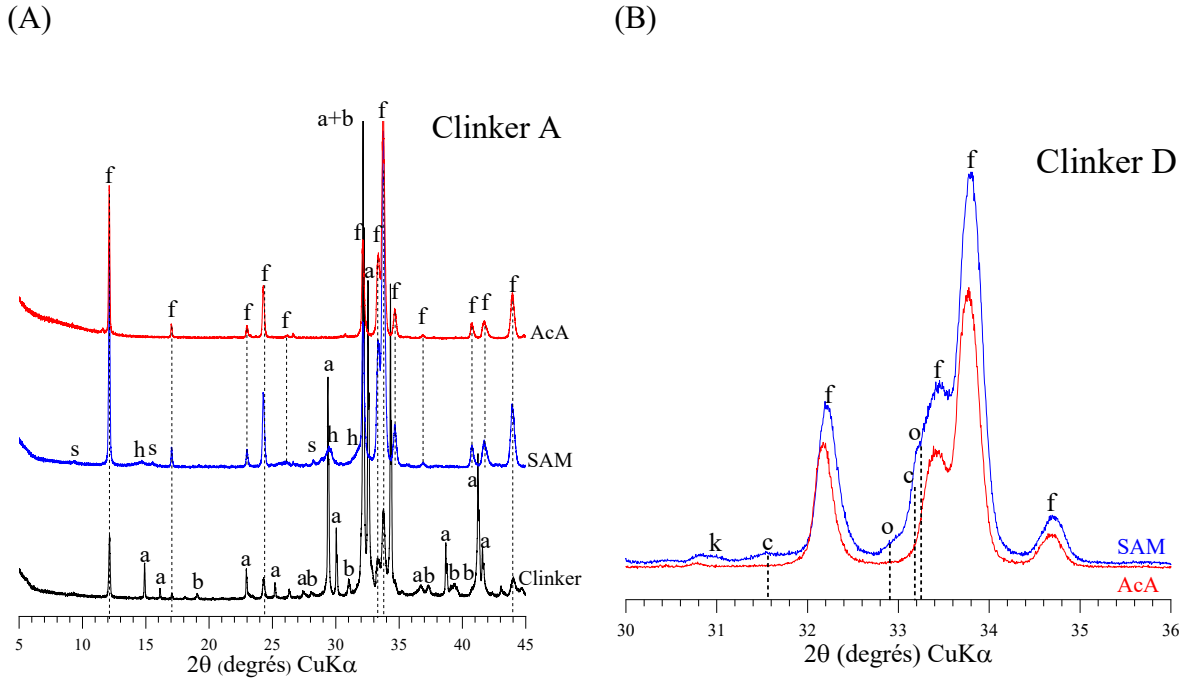 (A)
(B)
Clinker A
a+b
f
f
f f a
f f f f f f f f f
AcA
a
s h s s h h
SAM
a a
a a b a a ab b ab a b b a
Clinker
5 10 15 20 25 30 35 40 45
2θ (degrés) CuKα
Clinker D
f
f
f
o
c
f
k c o
SAM
AcA
30 31 32 33 34 35 36
2θ (degrés) CuKα